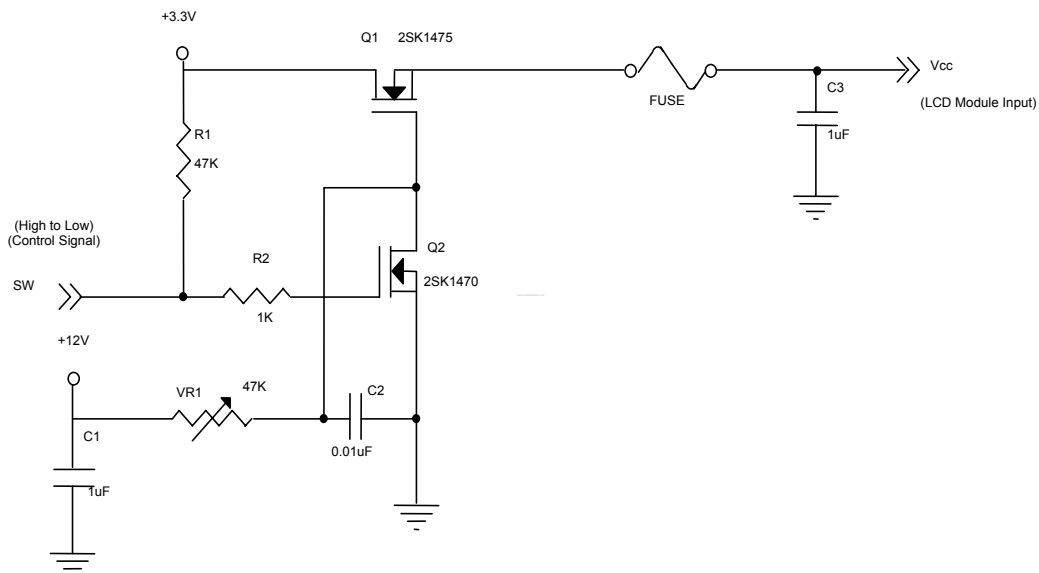 +3.3V
Q1 2SK1475
FUSE
Vcc
(LCD Module Input)
C3
1uF
R1
47K
(High to Low)
(Control Signal)
SW
R2
1K
Q2
2SK1470
+12V
VR1
47K
C2
0.01uF
C1
1uF